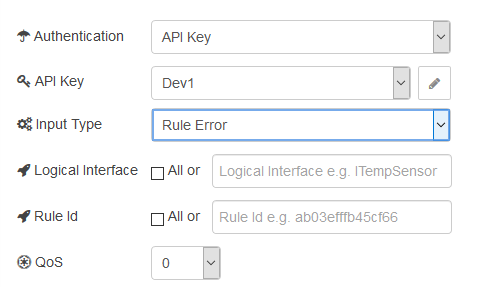 Authentication API Key
API Key Dev1
Input Type Rule Error
Logical Interface All or Logical Interface e.g. ITempSensor
Rule Id All or Rule Id e.g. ab03efffb45cf66
QoS 0